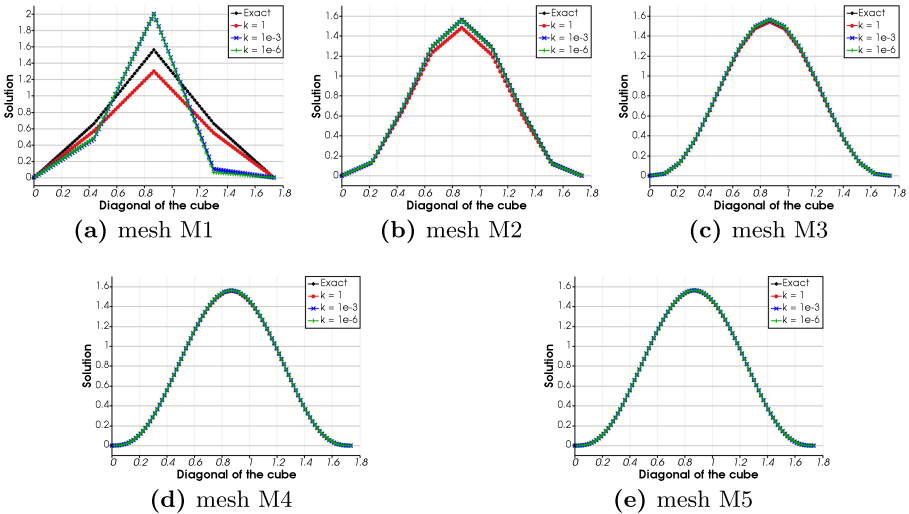 Exact
k = 1
k = 1e-3
k = 1e-6
Solution
2
1.8
1.6
1.4
1.2
1
0.8
0.6
0.4
0.2
0
0 0.2 0.4 0.6 0.8 1 1.2 1.4 1.6 1.8
Diagonal of the cube
(a) mesh M1
Exact
k = 1
k = 1e-3
k = 1e-6
Solution
1.6
1.4
1.2
1
0.8
0.6
0.4
0.2
0
0 0.2 0.4 0.6 0.8 1 1.2 1.4 1.6 1.8
Diagonal of the cube
(b) mesh M2
Exact
k = 1
k = 1e-3
k = 1e-6
Solution
1.6
1.4
1.2
1
0.8
0.6
0.4
0.2
0
0 0.2 0.4 0.6 0.8 1 1.2 1.4 1.6 1.8
Diagonal of the cube
(c) mesh M3
Exact
k = 1
k = 1e-3
k = 1e-6
Solution
1.6
1.4
1.2
1
0.8
0.6
0.4
0.2
0
0 0.2 0.4 0.6 0.8 1 1.2 1.4 1.6 1.8
Diagonal of the cube
(d) mesh M4
Exact
k = 1
k = 1e-3
k = 1e-6
Solution
1.6
1.4
1.2
1
0.8
0.6
0.4
0.2
0
0 0.2 0.4 0.6 0.8 1 1.2 1.4 1.6 1.8
Diagonal of the cube
(e) mesh M5